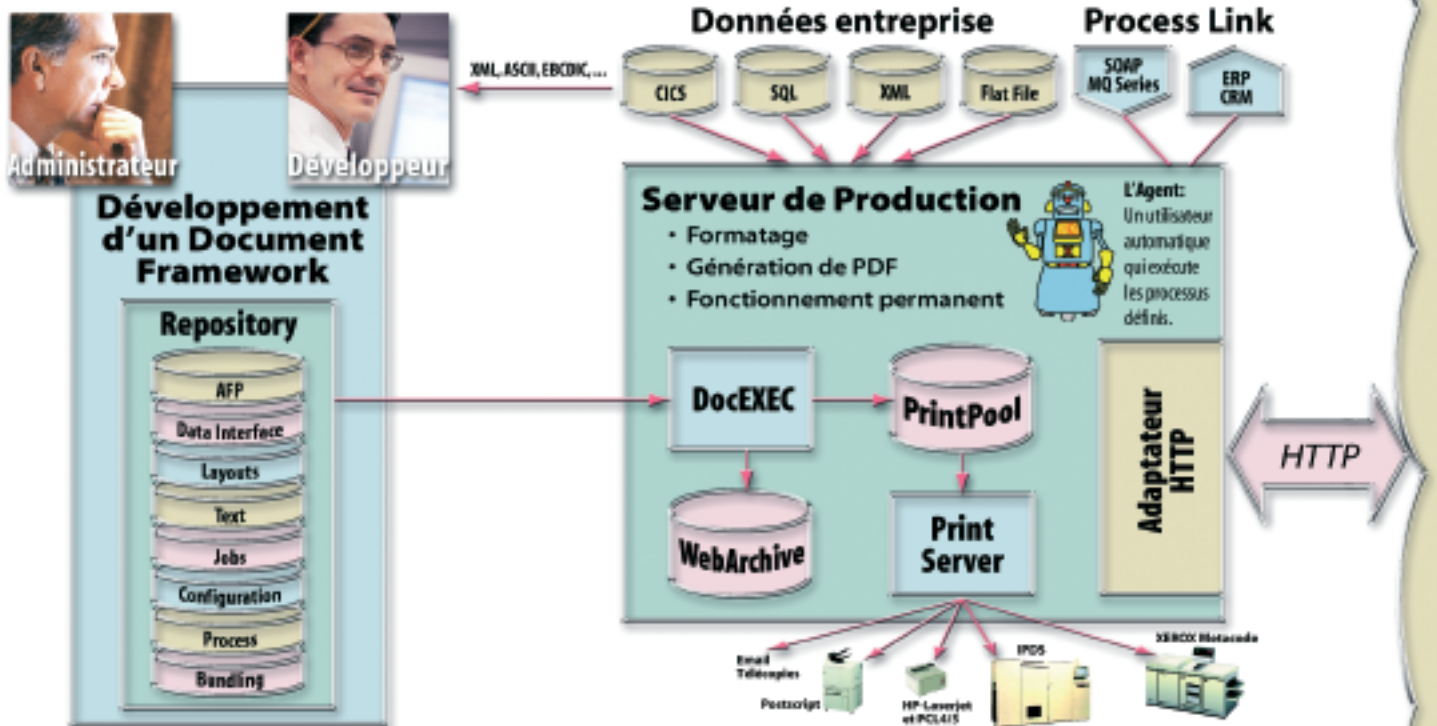 Données entreprise
Process Link
XML, ASCII, EBCDIC, ...
CICS
SQL
XML
Flat File
SOAP
MQ Series
ERP
CRM
Administrateur
Développeur
Développement
d'un Document
Framework
Repository
AFP
Data Interface
Layouts
Text
Jobs
Configuration
Process
Bundling
Serveur de Production
• Formatage
• Génération de PDF
• Fonctionnement permanent
L'Agent:
Un utilisateur
automatique
qui exécute
les processus
définis.
DocEXEC
PrintPool
WebArchive
Print
Server
Adaptateur
HTTP
HTTP
Email
Télécopies
Postscript
HP-Laserjet
et PCL4/5
IPDS
XEROX Metacode